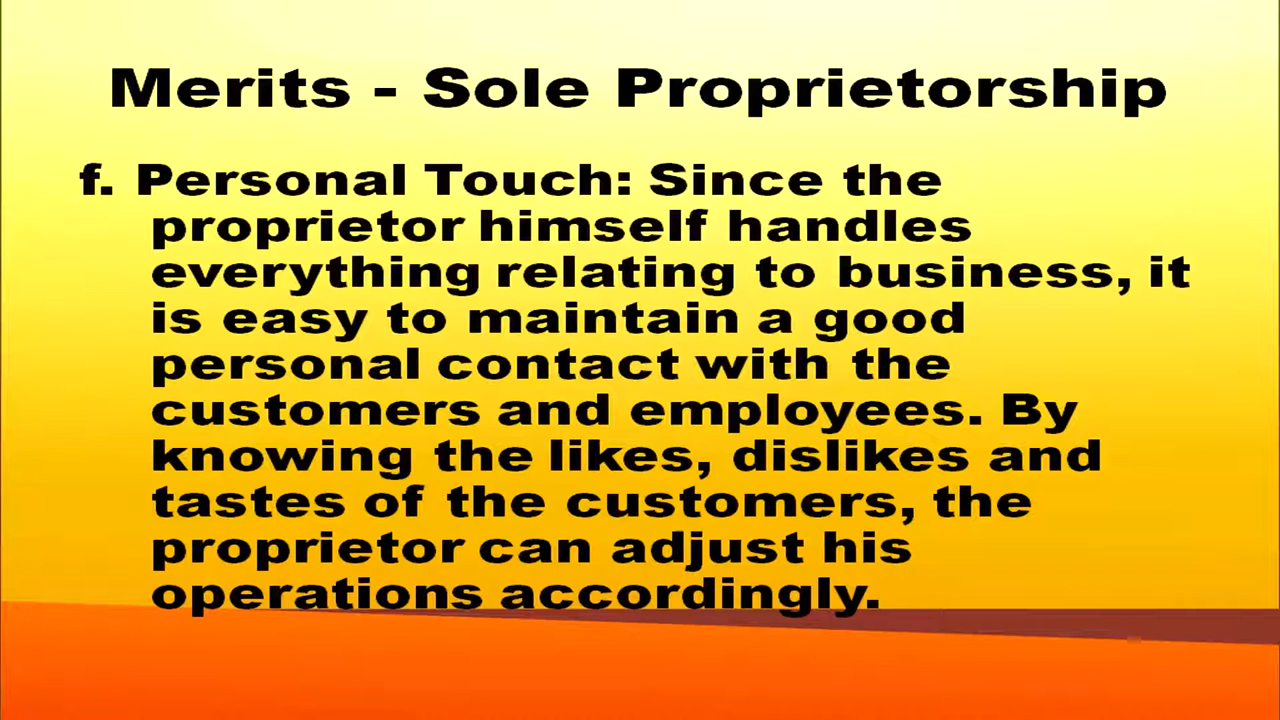 Merits - Sole Proprietorship
f. Personal Touch: Since the
proprietor himself handles
everything relating to business, it
is easy to maintain a good
personal contact with the
customers and employees. By
knowing the likes, dislikes and
tastes of the customers, the
proprietor can adjust his
operations accordingly.